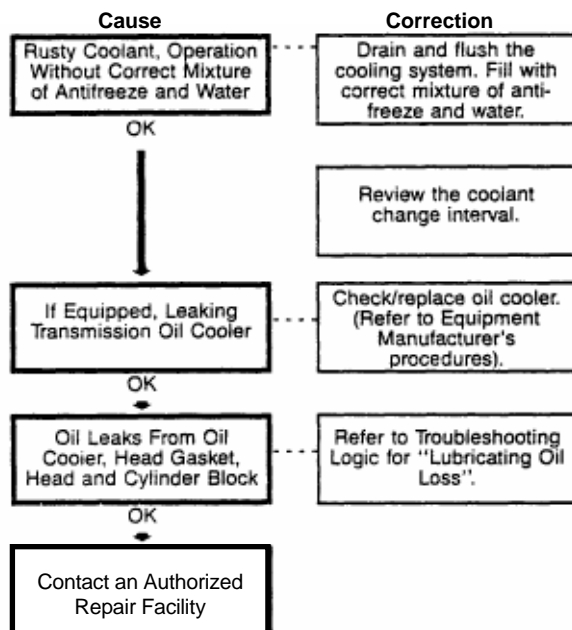 Cause
Correction
Rusty Coolant, Operation
Without Correct Mixture
of Antifreeze and Water
Drain and flush the
cooling system. Fill with
correct mixture of anti-
freeze and water.
OK
Review the coolant
change interval.
If Equipped, Leaking
Transmission Oil Cooler
Check/replace oil cooler.
(Refer to Equipment
Manufacturer's
procedures).
OK
Oil Leaks From Oil
Cooier, Head Gasket,
Head and Cylinder Block
Refer to Troubleshooting
Logic for "Lubricating Oil
Loss".
OK
Contact an Authorized
Repair Facility